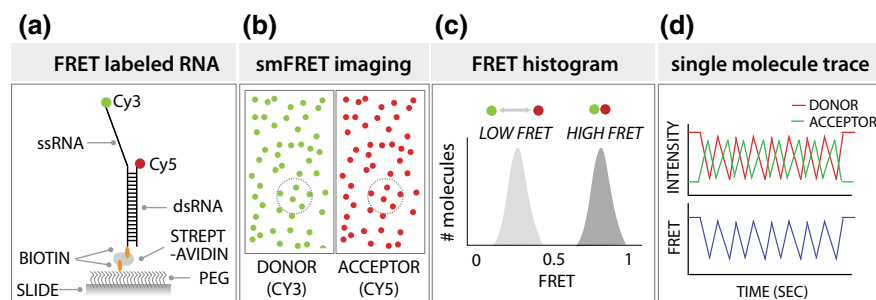 (a)
FRET labeled RNA
Cy3
ssRNA
Cy5
dsRNA
STREPT
-AVIDIN
BIOTIN
PEG
SLIDE
(b)
smFRET imaging
DONOR
(CY3)
ACCEPTOR
(CY5)
(c)
FRET histogram
LOW FRET
HIGH FRET
# molecules
0
0.5
1
FRET
(d)
single molecule trace
DONOR
ACCEPTOR
INTENSITY
FRET
TIME (SEC)